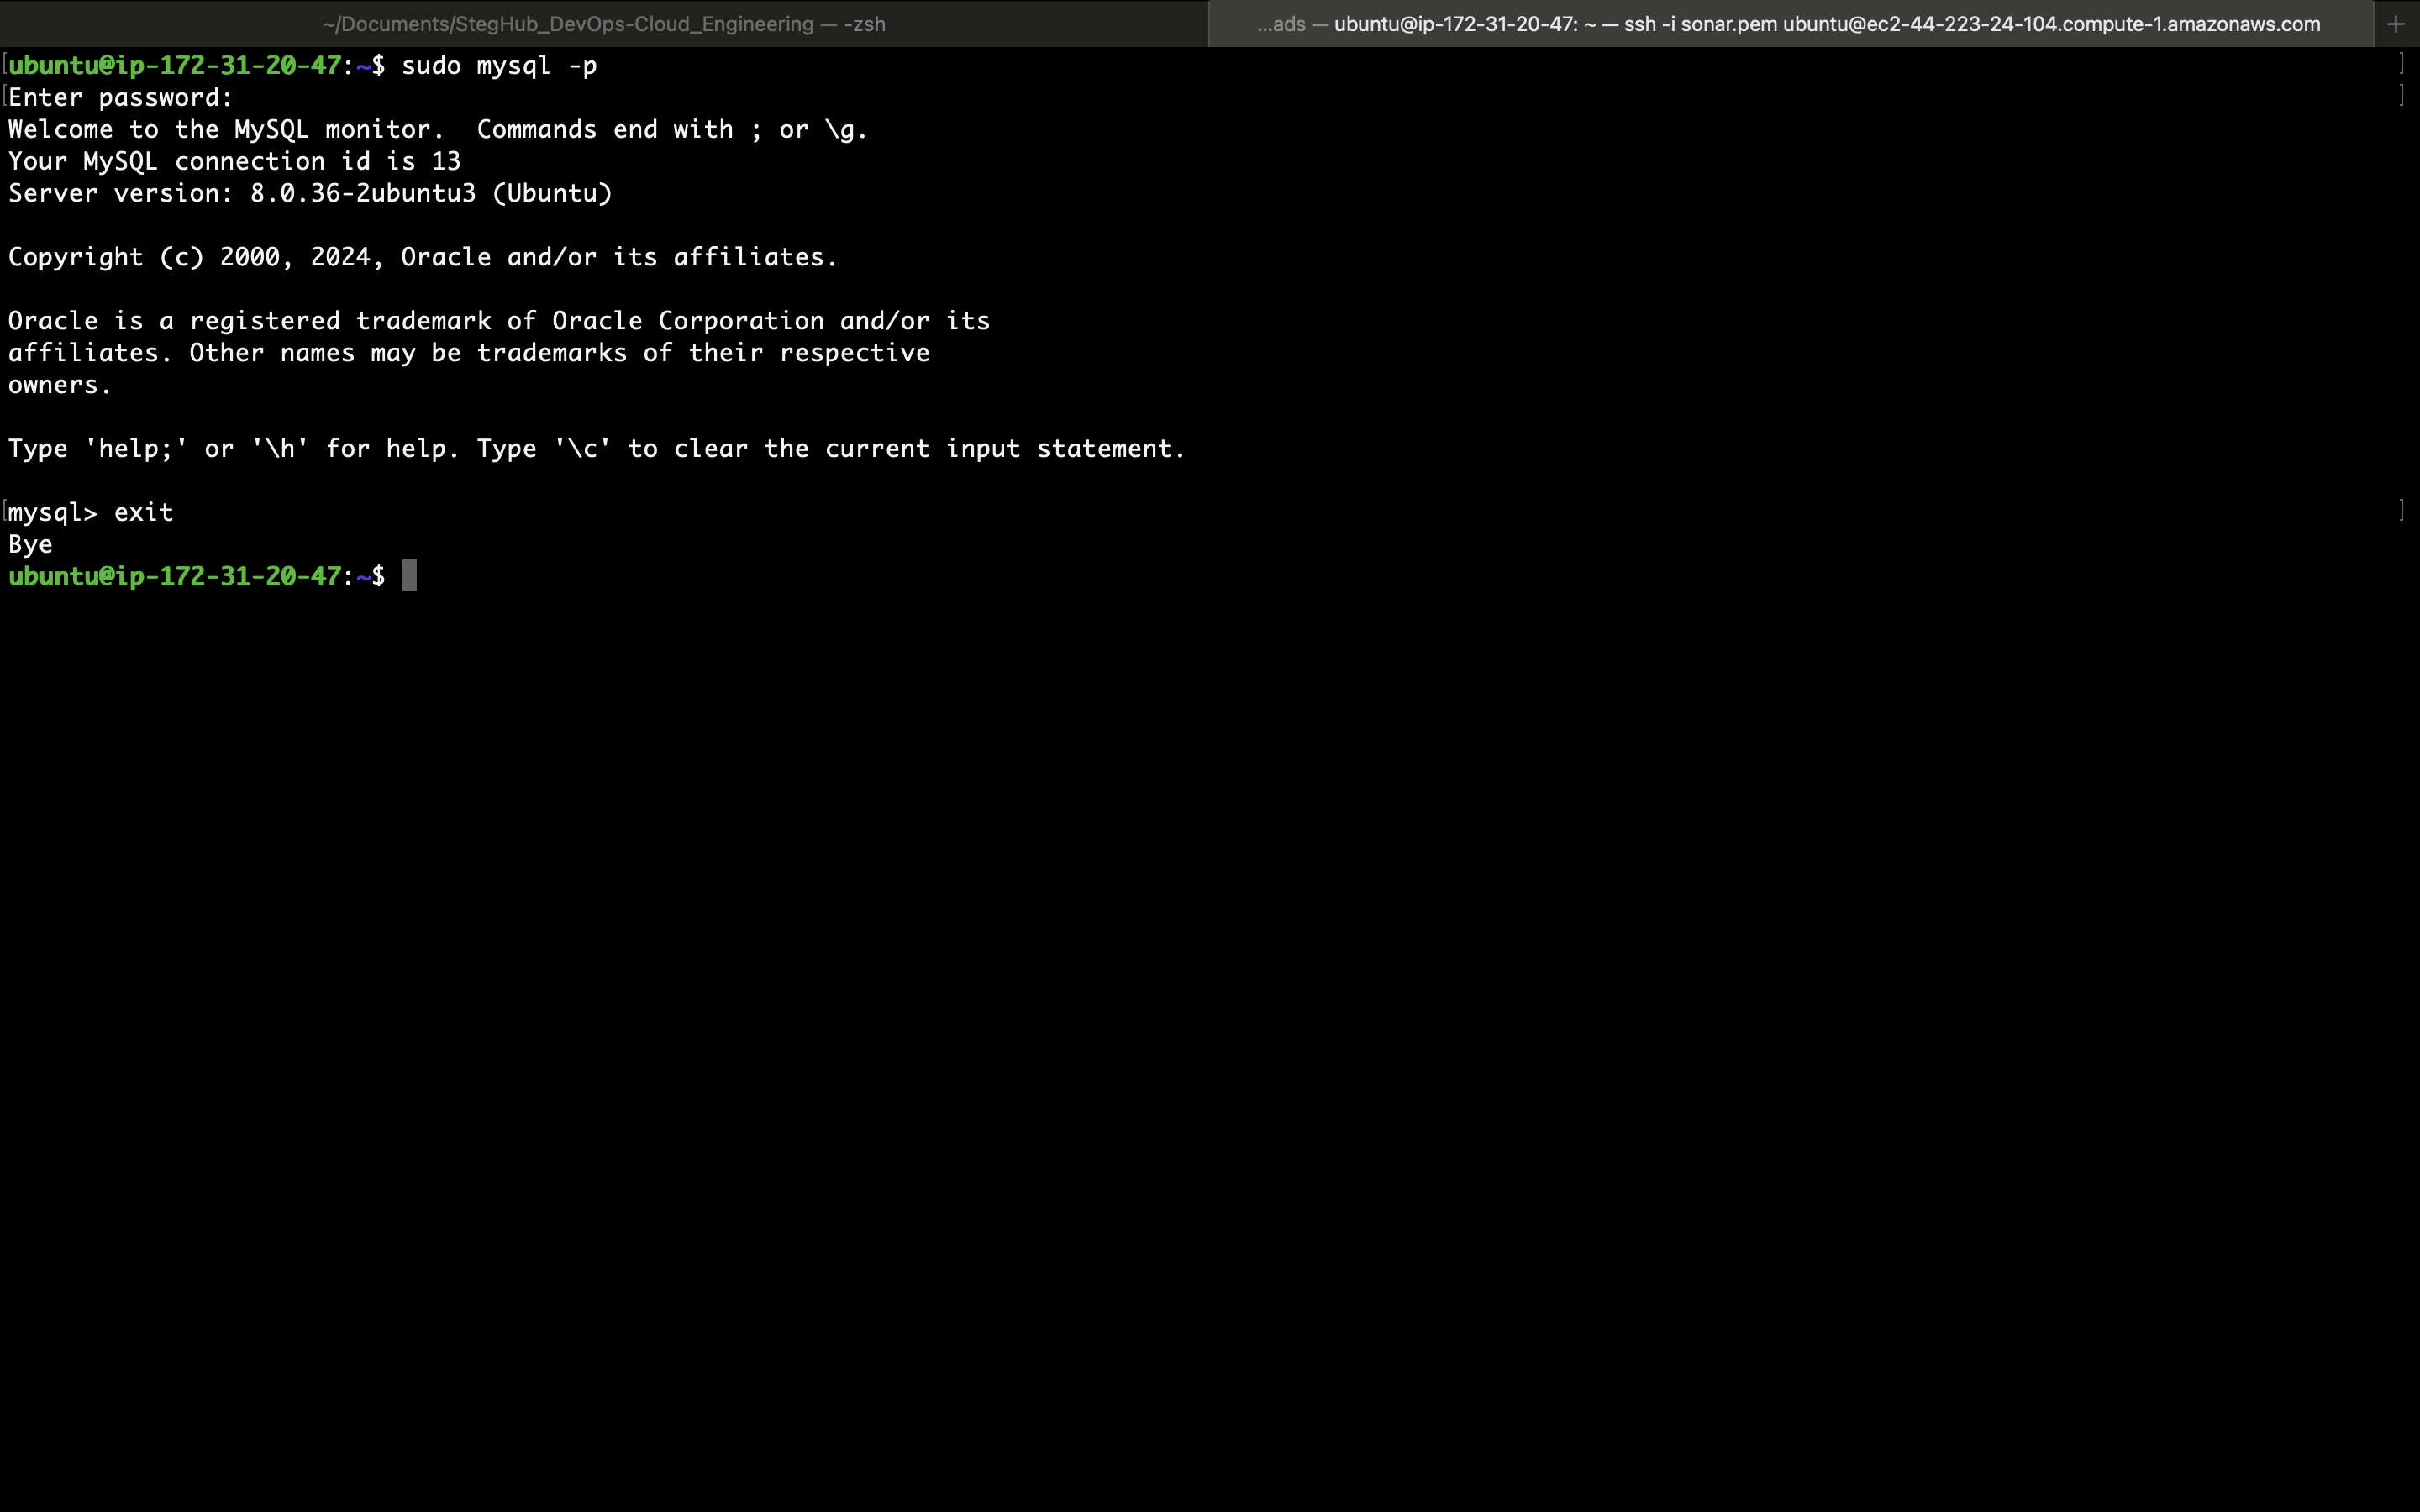 ~/Documents/StegHub_DevOps-Cloud_Engineering — -zsh
...ads — ubuntu@ip-172-31-20-47: ~ — ssh -i sonar.pem ubuntu@ec2-44-223-24-104.compute-1.amazonaws.com
+
[ubuntu@ip-172-31-20-47:~$ sudo mysql -p ]
[Enter password: ]
Welcome to the MySQL monitor.  Commands end with ; or \g.
Your MySQL connection id is 13
Server version: 8.0.36-2ubuntu3 (Ubuntu)
Copyright (c) 2000, 2024, Oracle and/or its affiliates.
Oracle is a registered trademark of Oracle Corporation and/or its
affiliates. Other names may be trademarks of their respective
owners.
Type 'help;' or '\h' for help. Type '\c' to clear the current input statement.
[mysql> exit ]
Bye
ubuntu@ip-172-31-20-47:~$